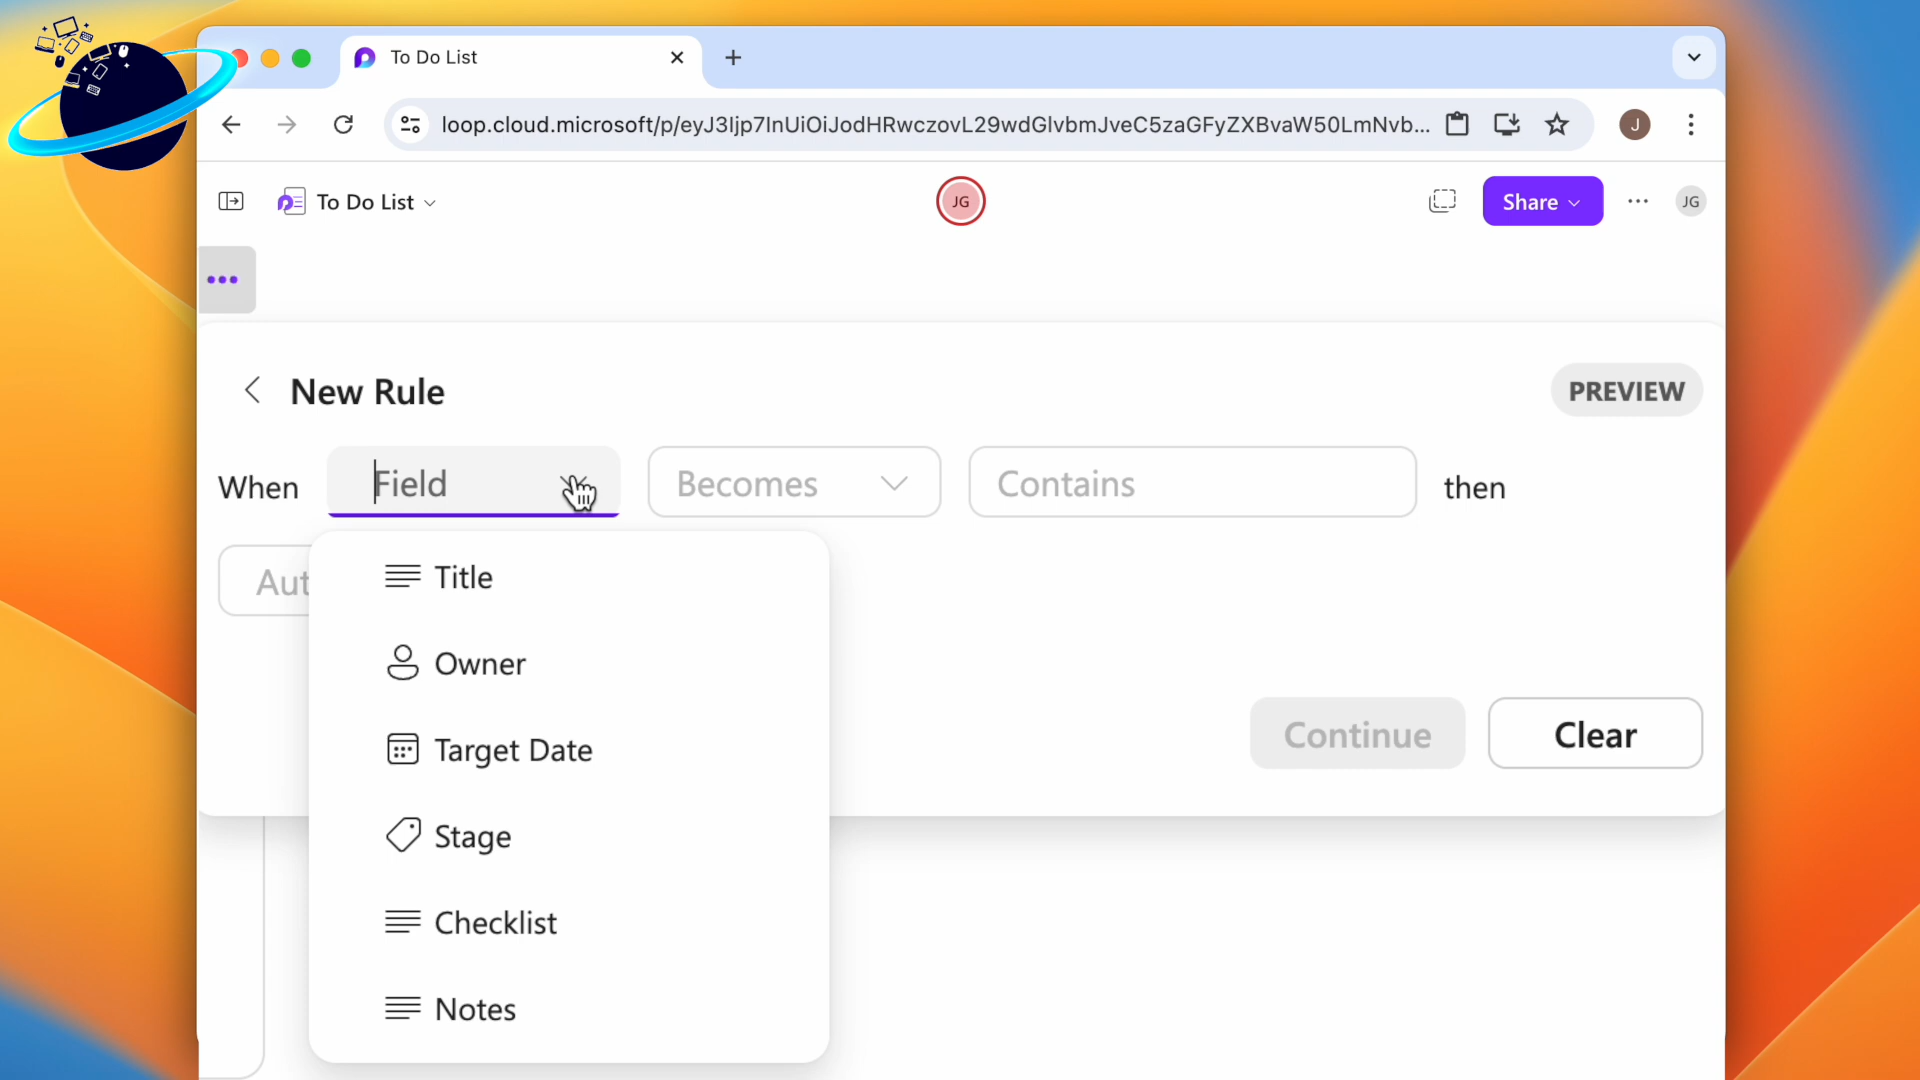 To Do List
loop.cloud.microsoft/p/eyJ3Ijp7InUiOiJodHRwczovL29wdGlvbmJveC5zaGFyZXBvaW50LmNvb...
J
To Do List
JG
Share
JG
New Rule
PREVIEW
When Field Becomes Contains then
Aut
Title
Owner
Target Date
Stage
Checklist
Notes
Continue
Clear